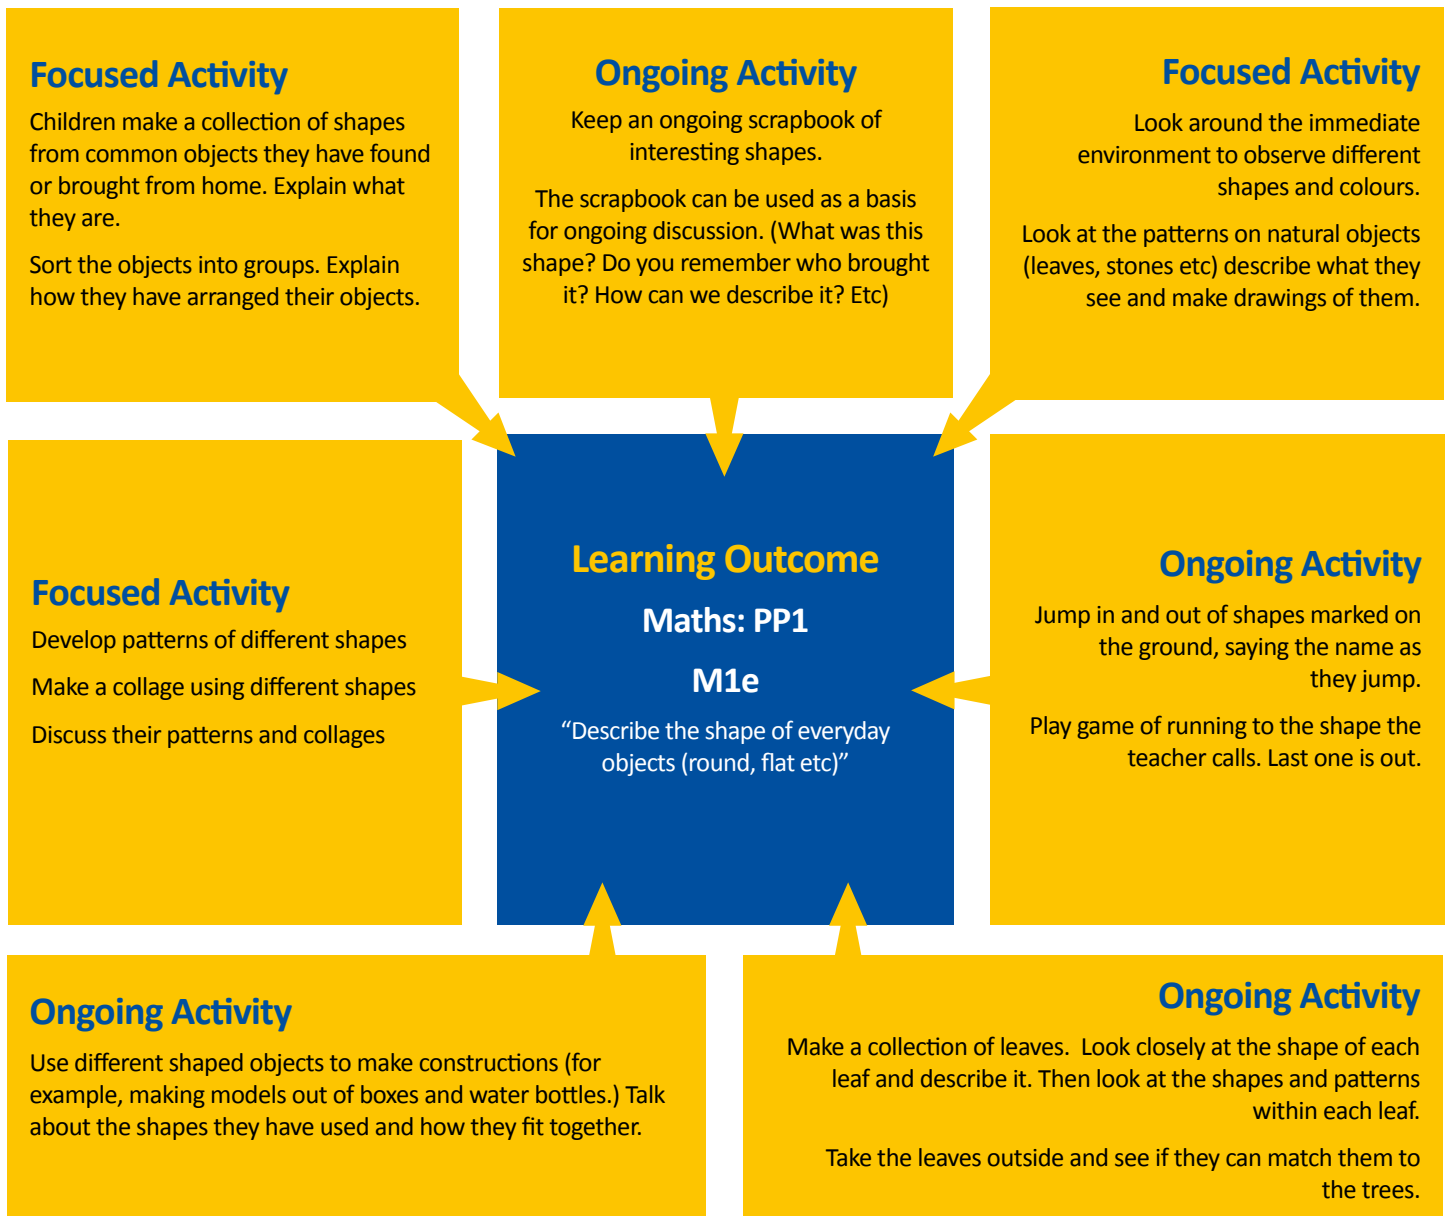 Focused Activity
Children make a collection of shapes
from common objects they have found
or brought from home. Explain what
they are.
Sort the objects into groups. Explain
how they have arranged their objects.
Ongoing Activity
Keep an ongoing scrapbook of
interesting shapes.
The scrapbook can be used as a basis
for ongoing discussion. (What was this
shape? Do you remember who brought
it? How can we describe it? Etc)
Focused Activity
Look around the immediate
environment to observe different
shapes and colours.
Look at the patterns on natural objects
(leaves, stones etc) describe what they
see and make drawings of them.
Focused Activity
Develop patterns of different shapes
Make a collage using different shapes
Discuss their patterns and collages
Learning Outcome
Maths: PP1
M1e
“Describe the shape of everyday
objects (round, flat etc)”
Ongoing Activity
Jump in and out of shapes marked on
the ground, saying the name as
they jump.
Play game of running to the shape the
teacher calls. Last one is out.
Ongoing Activity
Use different shaped objects to make constructions (for
example, making models out of boxes and water bottles.) Talk
about the shapes they have used and how they fit together.
Ongoing Activity
Make a collection of leaves.  Look closely at the shape of each
leaf and describe it. Then look at the shapes and patterns
within each leaf.
Take the leaves outside and see if they can match them to
the trees.